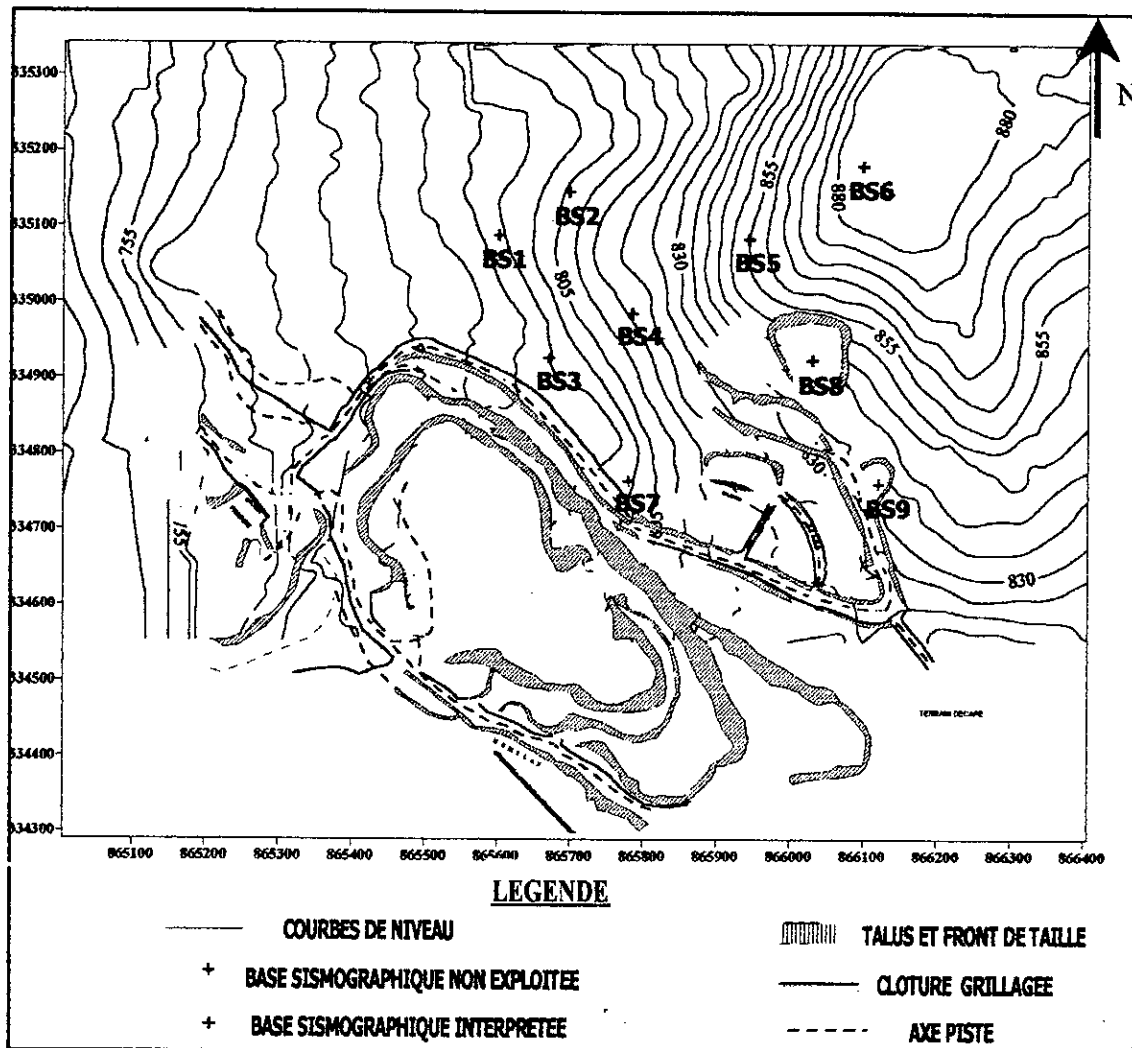 N
335300
335200
335100
335000
334900
334800
334700
334600
334500
334400
334300
755
805
830
855
880
880
855
855
830
830
155
BS1
BS2
BS3
BS4
BS5
BS6
BS7
BS8
BS9
TERRAIN DECAPE
865100 865200 865300 865400 865500 865600 865700 865800 865900 866000 866100 866200 866300 866400
LEGENDE
COURBES DE NIVEAU
BASE SISMOGRAPHIQUE NON EXPLOITEE
BASE SISMOGRAPHIQUE INTERPRETEE
TALUS ET FRONT DE TAILLE
CLOTURE GRILLAGEE
AXE PISTE